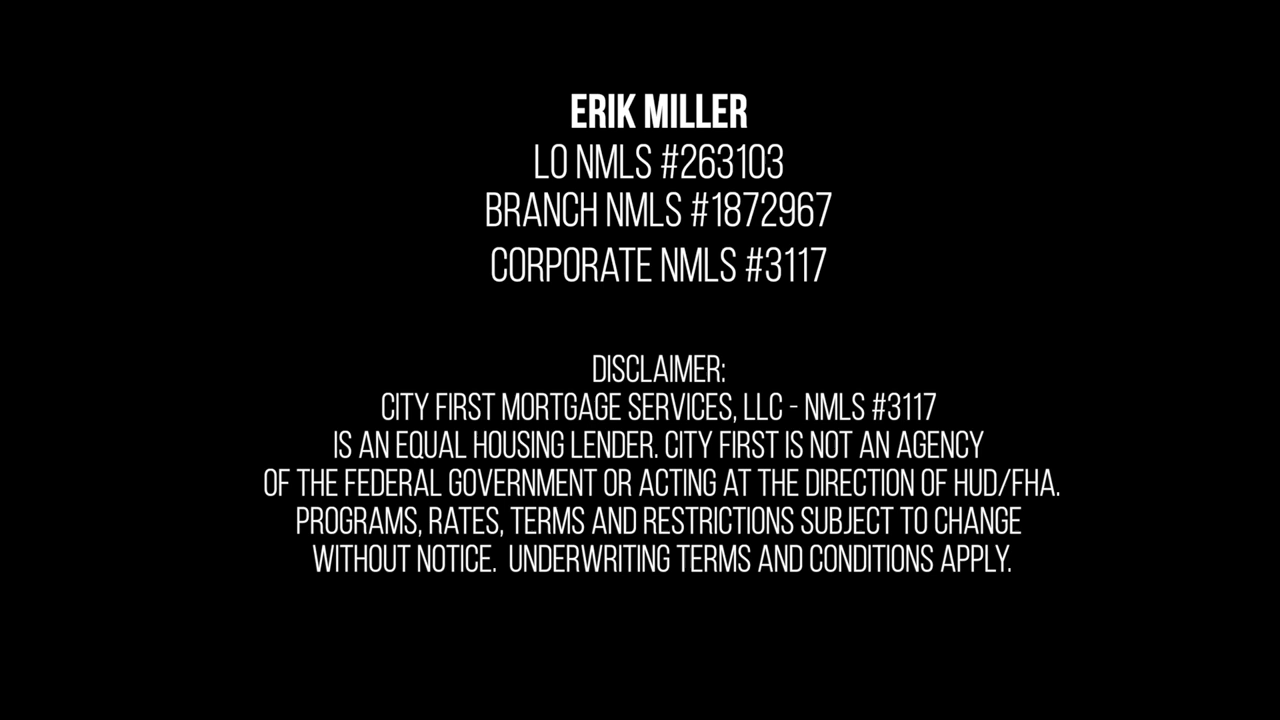 ERIK MILLER
LO NMLS #263103
BRANCH NMLS #1872967
CORPORATE NMLS #3117
DISCLAIMER:
CITY FIRST MORTGAGE SERVICES, LLC - NMLS #3117
IS AN EQUAL HOUSING LENDER. CITY FIRST IS NOT AN AGENCY
OF THE FEDERAL GOVERNMENT OR ACTING AT THE DIRECTION OF HUD/FHA.
PROGRAMS, RATES, TERMS AND RESTRICTIONS SUBJECT TO CHANGE
WITHOUT NOTICE.  UNDERWRITING TERMS AND CONDITIONS APPLY.